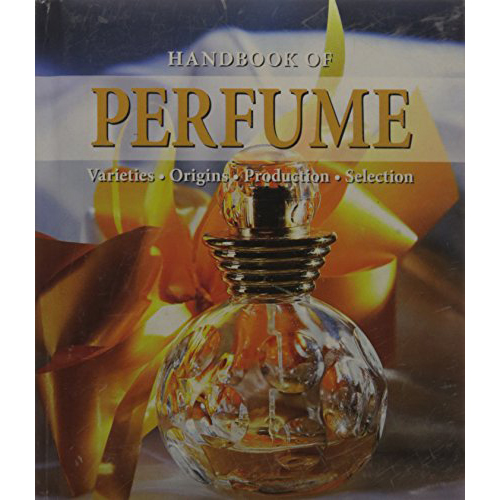 HANDBOOK OF
PERFUME
Varieties • Origins • Production • Selection